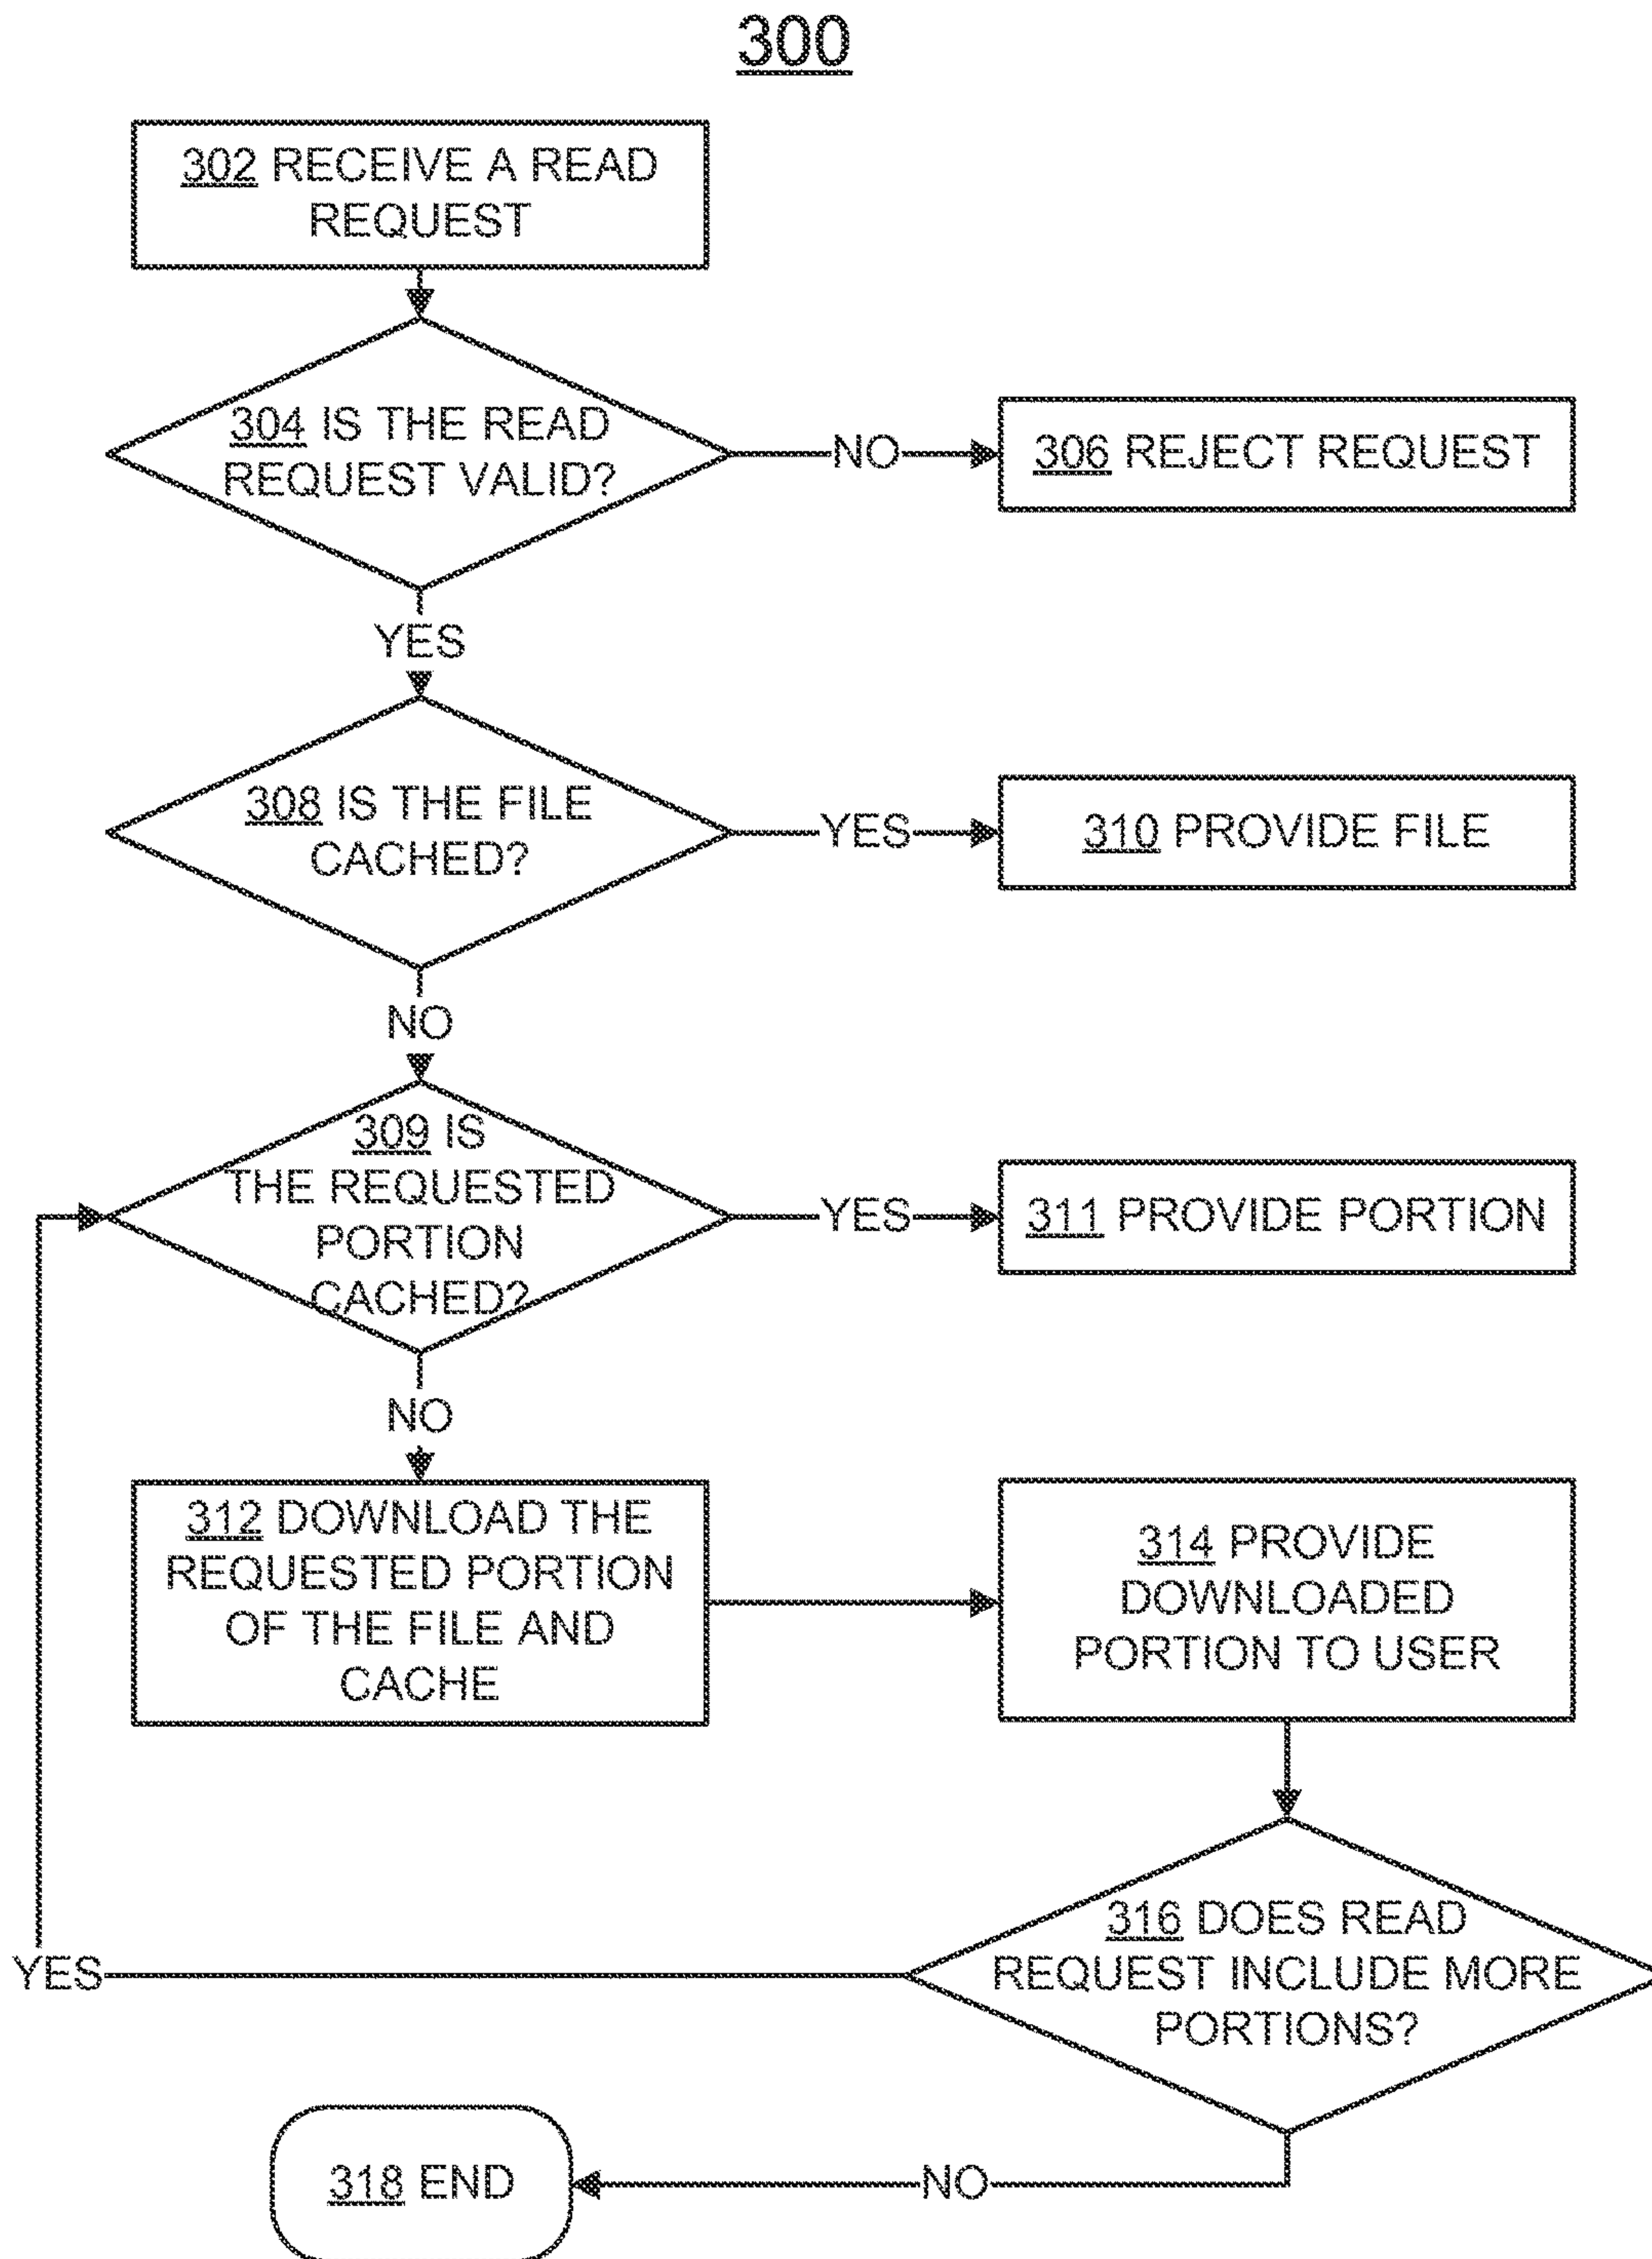 300
302 RECEIVE A READ
REQUEST
304 IS THE READ
REQUEST VALID?
NO
306 REJECT REQUEST
YES
308 IS THE FILE
CACHED?
YES
310 PROVIDE FILE
NO
309 IS
THE REQUESTED
PORTION
CACHED?
YES
311 PROVIDE PORTION
NO
312 DOWNLOAD THE
REQUESTED PORTION
OF THE FILE AND
CACHE
314 PROVIDE
DOWNLOADED
PORTION TO USER
316 DOES READ
REQUEST INCLUDE MORE
PORTIONS?
YES
NO
318 END